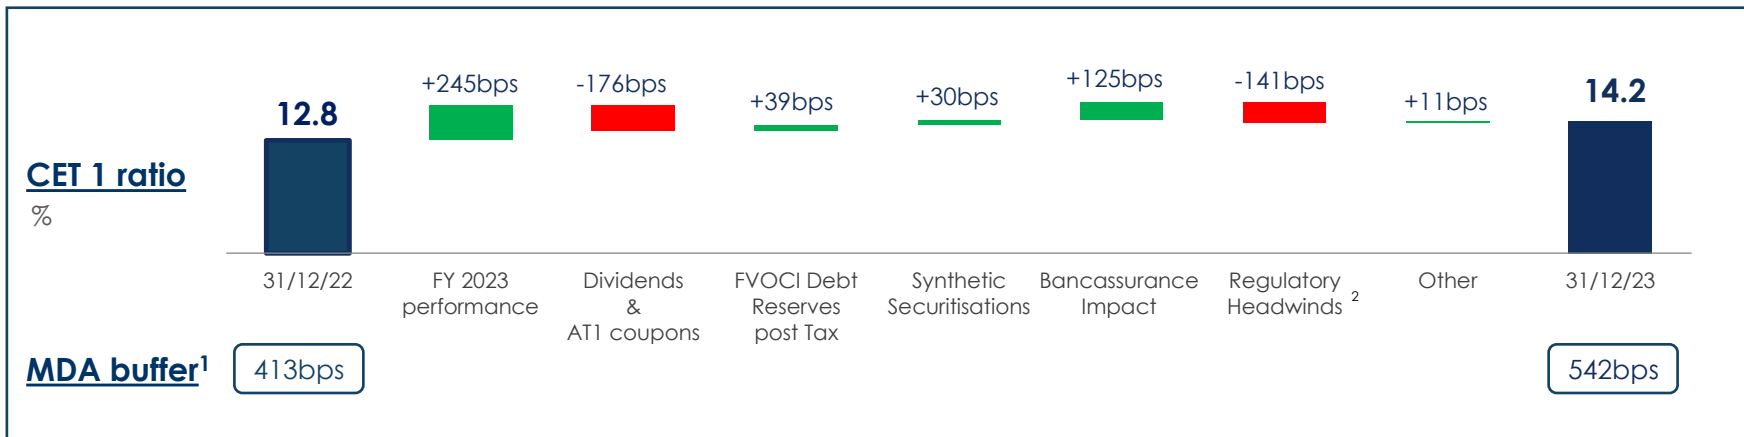 +245bps
-176bps
+39bps
+30bps
+125bps
-141bps
+11bps
12.8
14.2
CET 1 ratio
%
31/12/22
FY 2023
performance
Dividends
&
AT1 coupons
FVOCI Debt
Reserves
post Tax
Synthetic
Securitisations
Bancassurance
Impact
Regulatory
Headwinds 2
Other
31/12/23
MDA buffer1
413bps
542bps